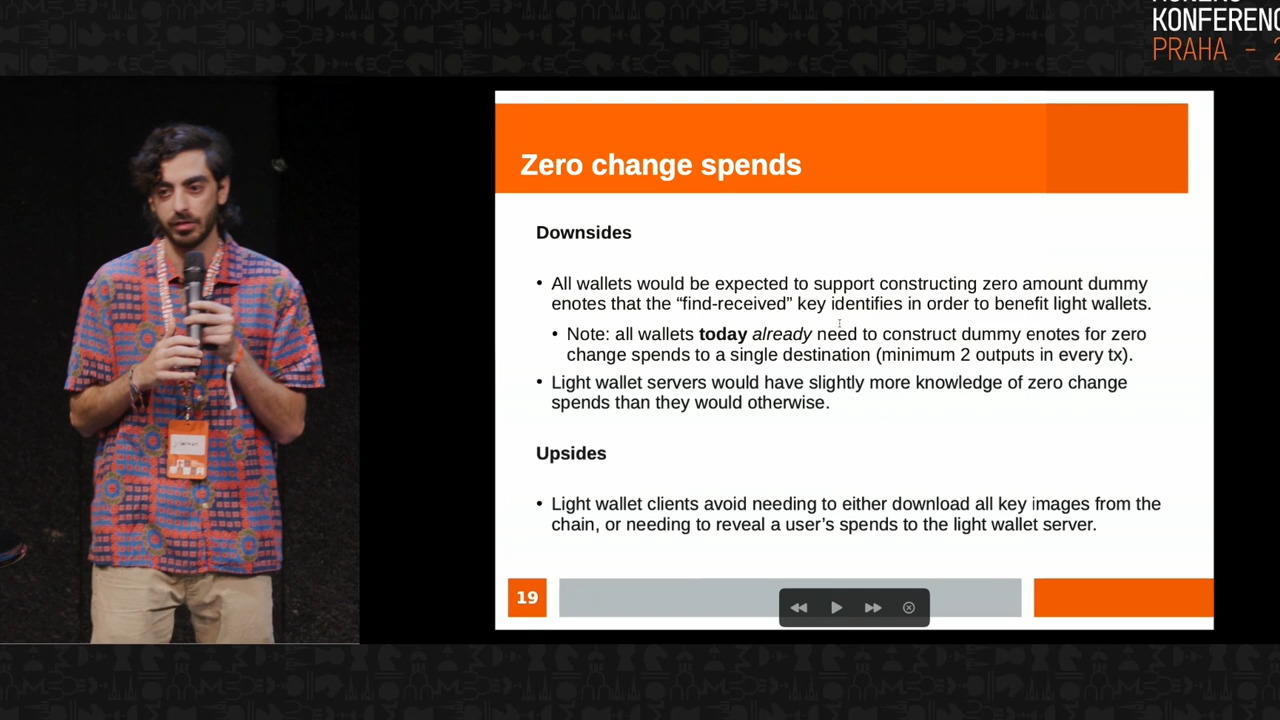 KONFERENC
PRAHA - 2
Zero change spends
Downsides
• All wallets would be expected to support constructing zero amount dummy
enotes that the “find-received” key identifies in order to benefit light wallets.
• Note: all wallets today already need to construct dummy enotes for zero
change spends to a single destination (minimum 2 outputs in every tx).
• Light wallet servers would have slightly more knowledge of zero change
spends than they would otherwise.
Upsides
• Light wallet clients avoid needing to either download all key images from the
chain, or needing to reveal a user’s spends to the light wallet server.
19